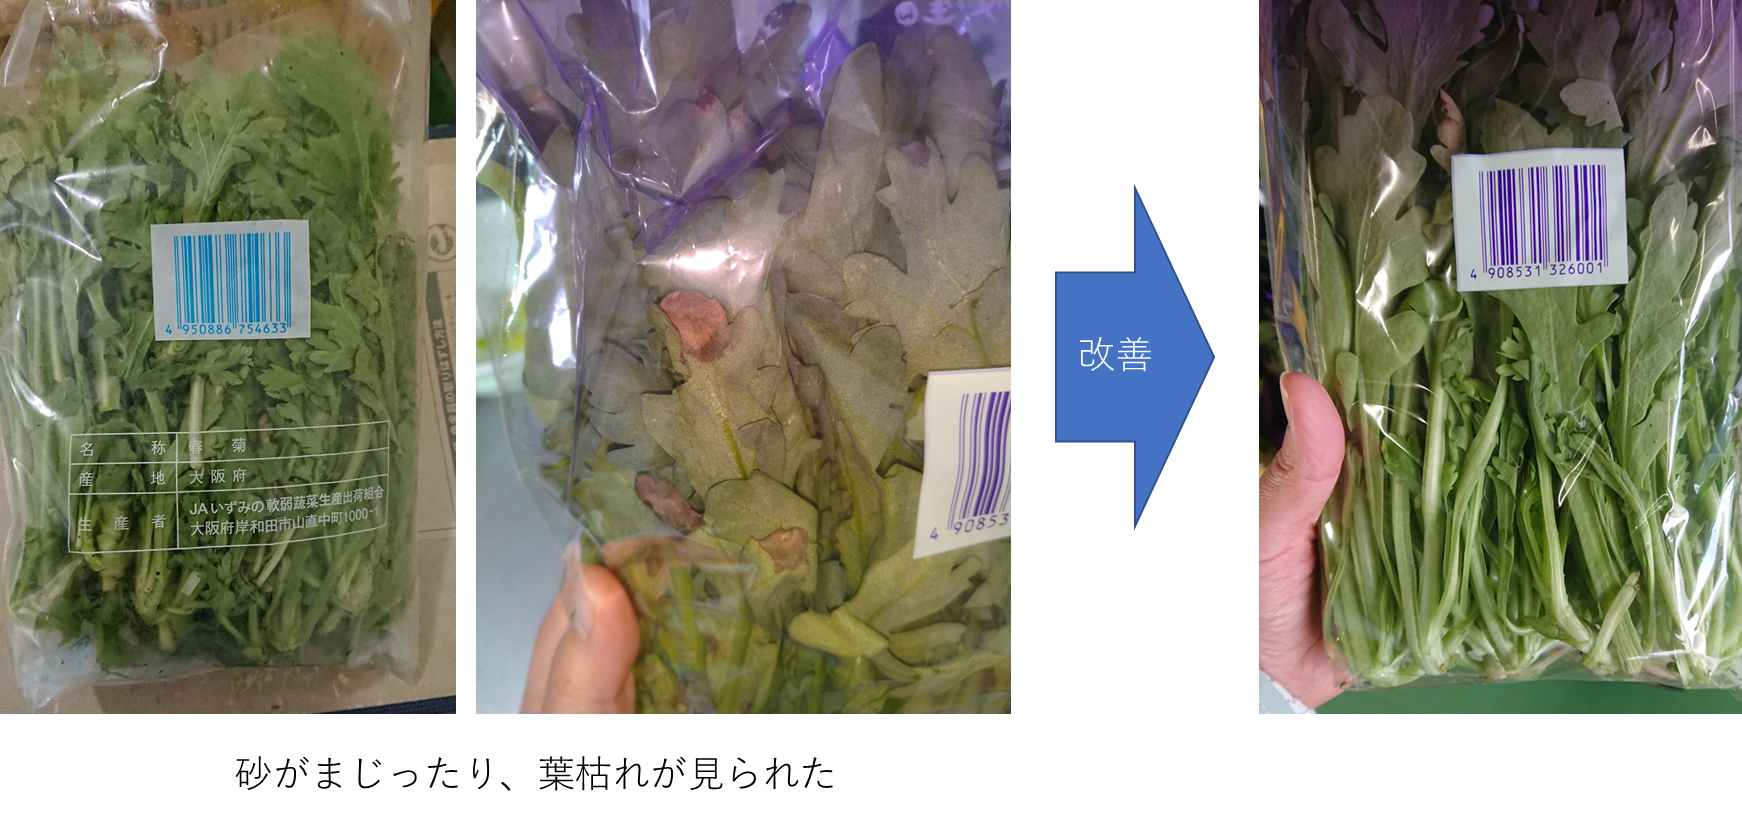 4 950886 754633
名 称 春 菊
産 地 大阪府
生 産 者 JAいずみの軟弱蔬菜生産出荷組合
大阪府岸和田市山直中町1000-1
4 90853
改善
4 908531 326001
砂がまじったり、葉枯れが見られた